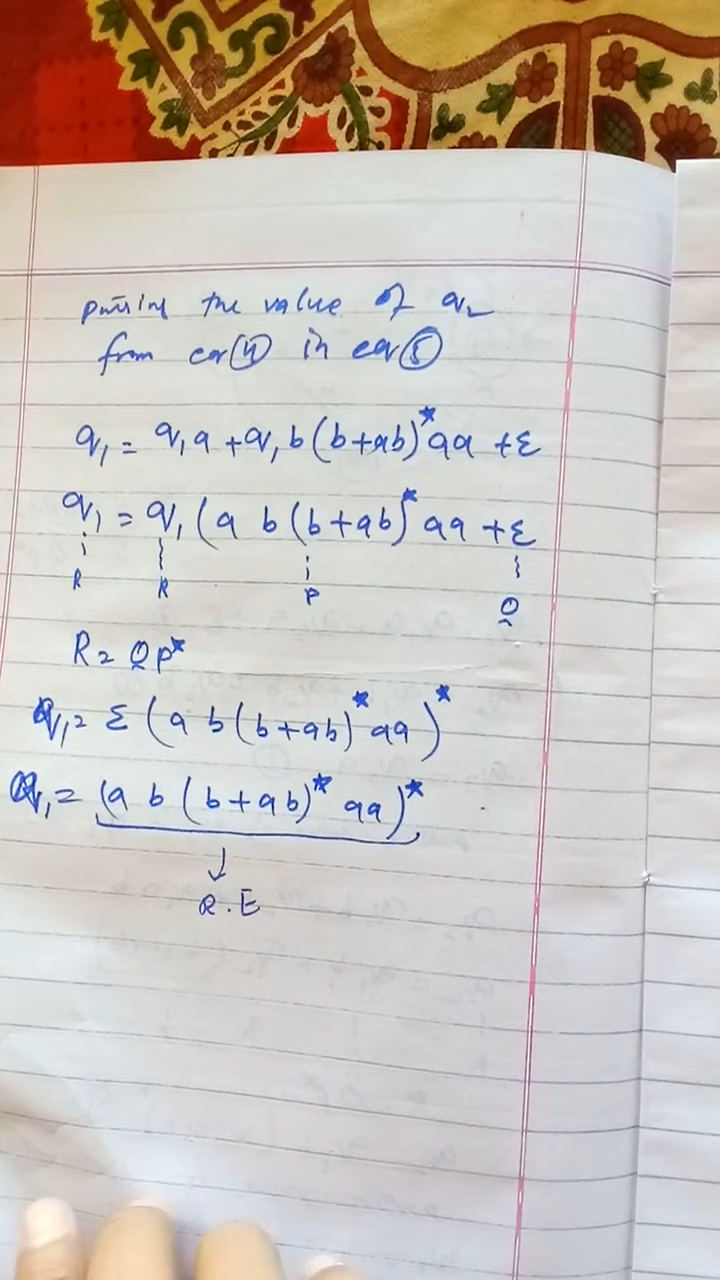 putting the value of q₂
from eq(4) in eq(5)
q₁ = q₁a + q₁b(b+ab)*aa + ε
q₁ = q₁(a b(b+ab)* aa + ε
R R P Q
R = QP*
q₁ = ε (a b(b+ab)* aa)*
q₁ = (a b (b+ab)* aa)*
↓
R.E